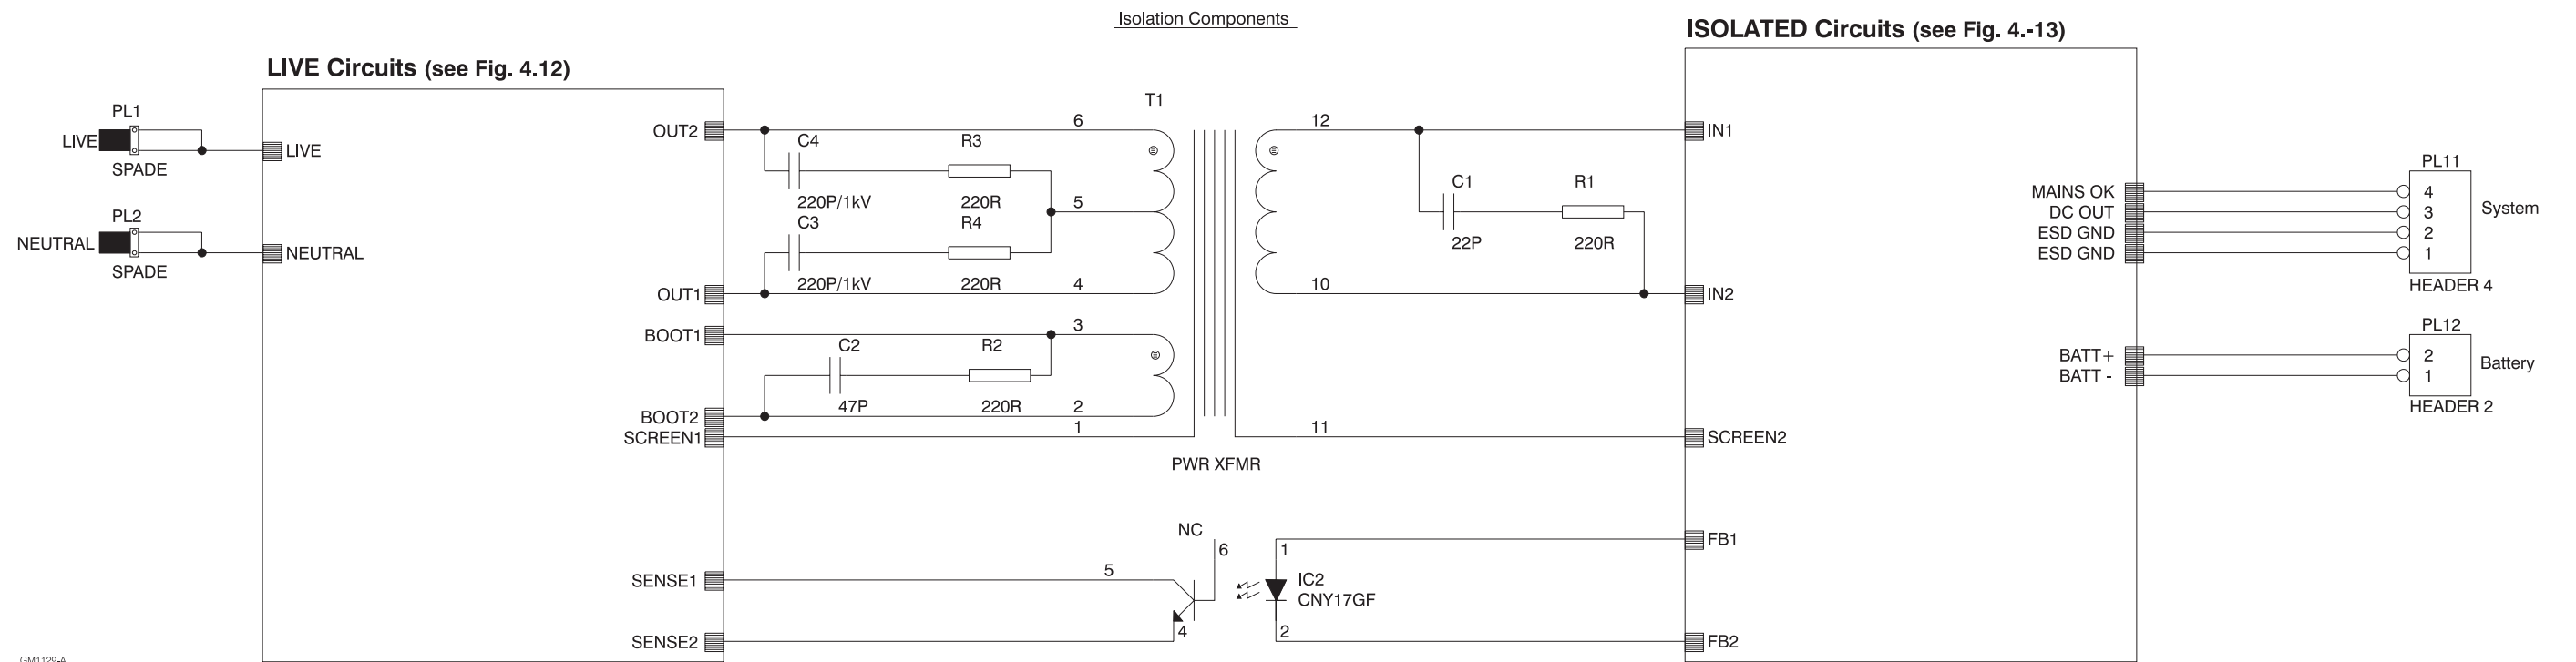 Isolation Components
LIVE Circuits (see Fig. 4.12)
ISOLATED Circuits (see Fig. 4.-13)
PL1
LIVE
SPADE
LIVE
PL2
NEUTRAL
SPADE
NEUTRAL
OUT2
OUT1
BOOT1
BOOT2
SCREEN1
SENSE1
SENSE2
C4
R3
220P/1kV
220R
C3
R4
220P/1kV
220R
C2
R2
47P
220R
6
5
4
3
2
1
T1
PWR XFMR
12
10
11
C1
R1
22P
220R
NC
6
5
4
1
IC2
CNY17GF
2
IN1
IN2
SCREEN2
FB1
FB2
MAINS OK
DC OUT
ESD GND
ESD GND
BATT+
BATT -
PL11
4
3
2
1
System
HEADER 4
PL12
2
1
Battery
HEADER 2
GM1129-A